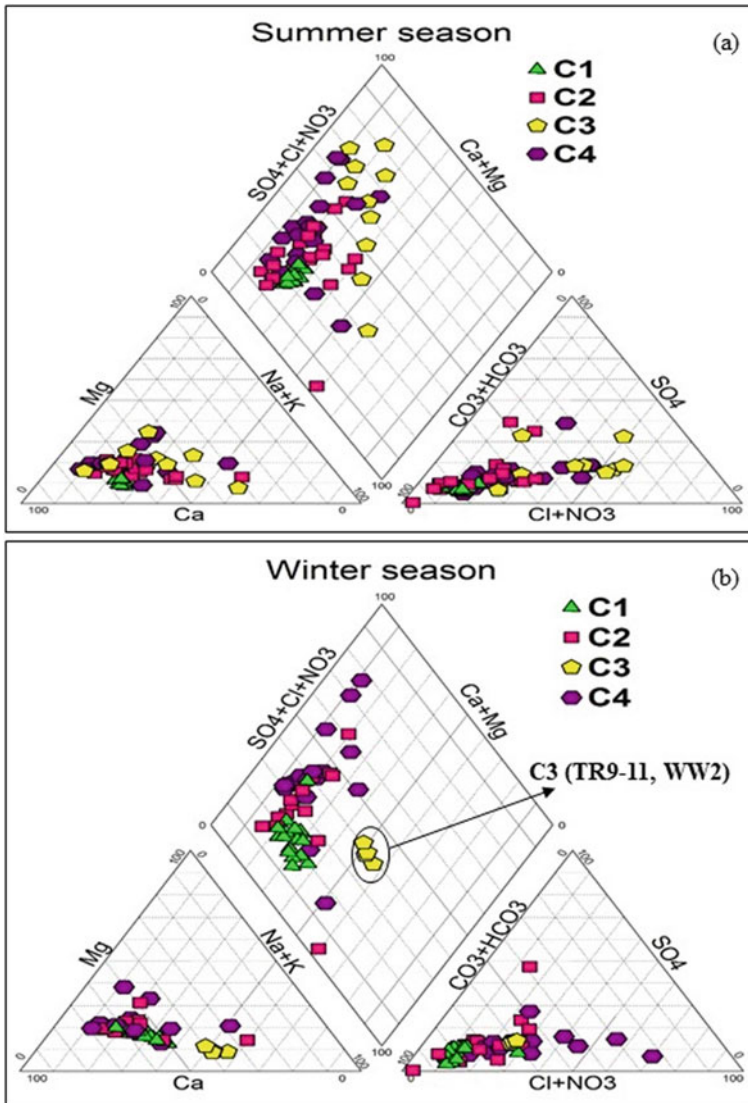 Summer season
(a)
100
C1
C2
C3
C4
SO4+Cl+NO3
Ca+Mg
0
0
100
0
0
100
Mg
Na+K
CO3+HCO3
SO4
100
0
100
0
100
Ca
Cl+NO3
Winter season
(b)
100
C1
C2
C3
C4
SO4+Cl+NO3
Ca+Mg
C3 (TR9-11, WW2)
0
0
100
0
0
100
Mg
Na+K
CO3+HCO3
SO4
100
0
100
0
100
Ca
Cl+NO3